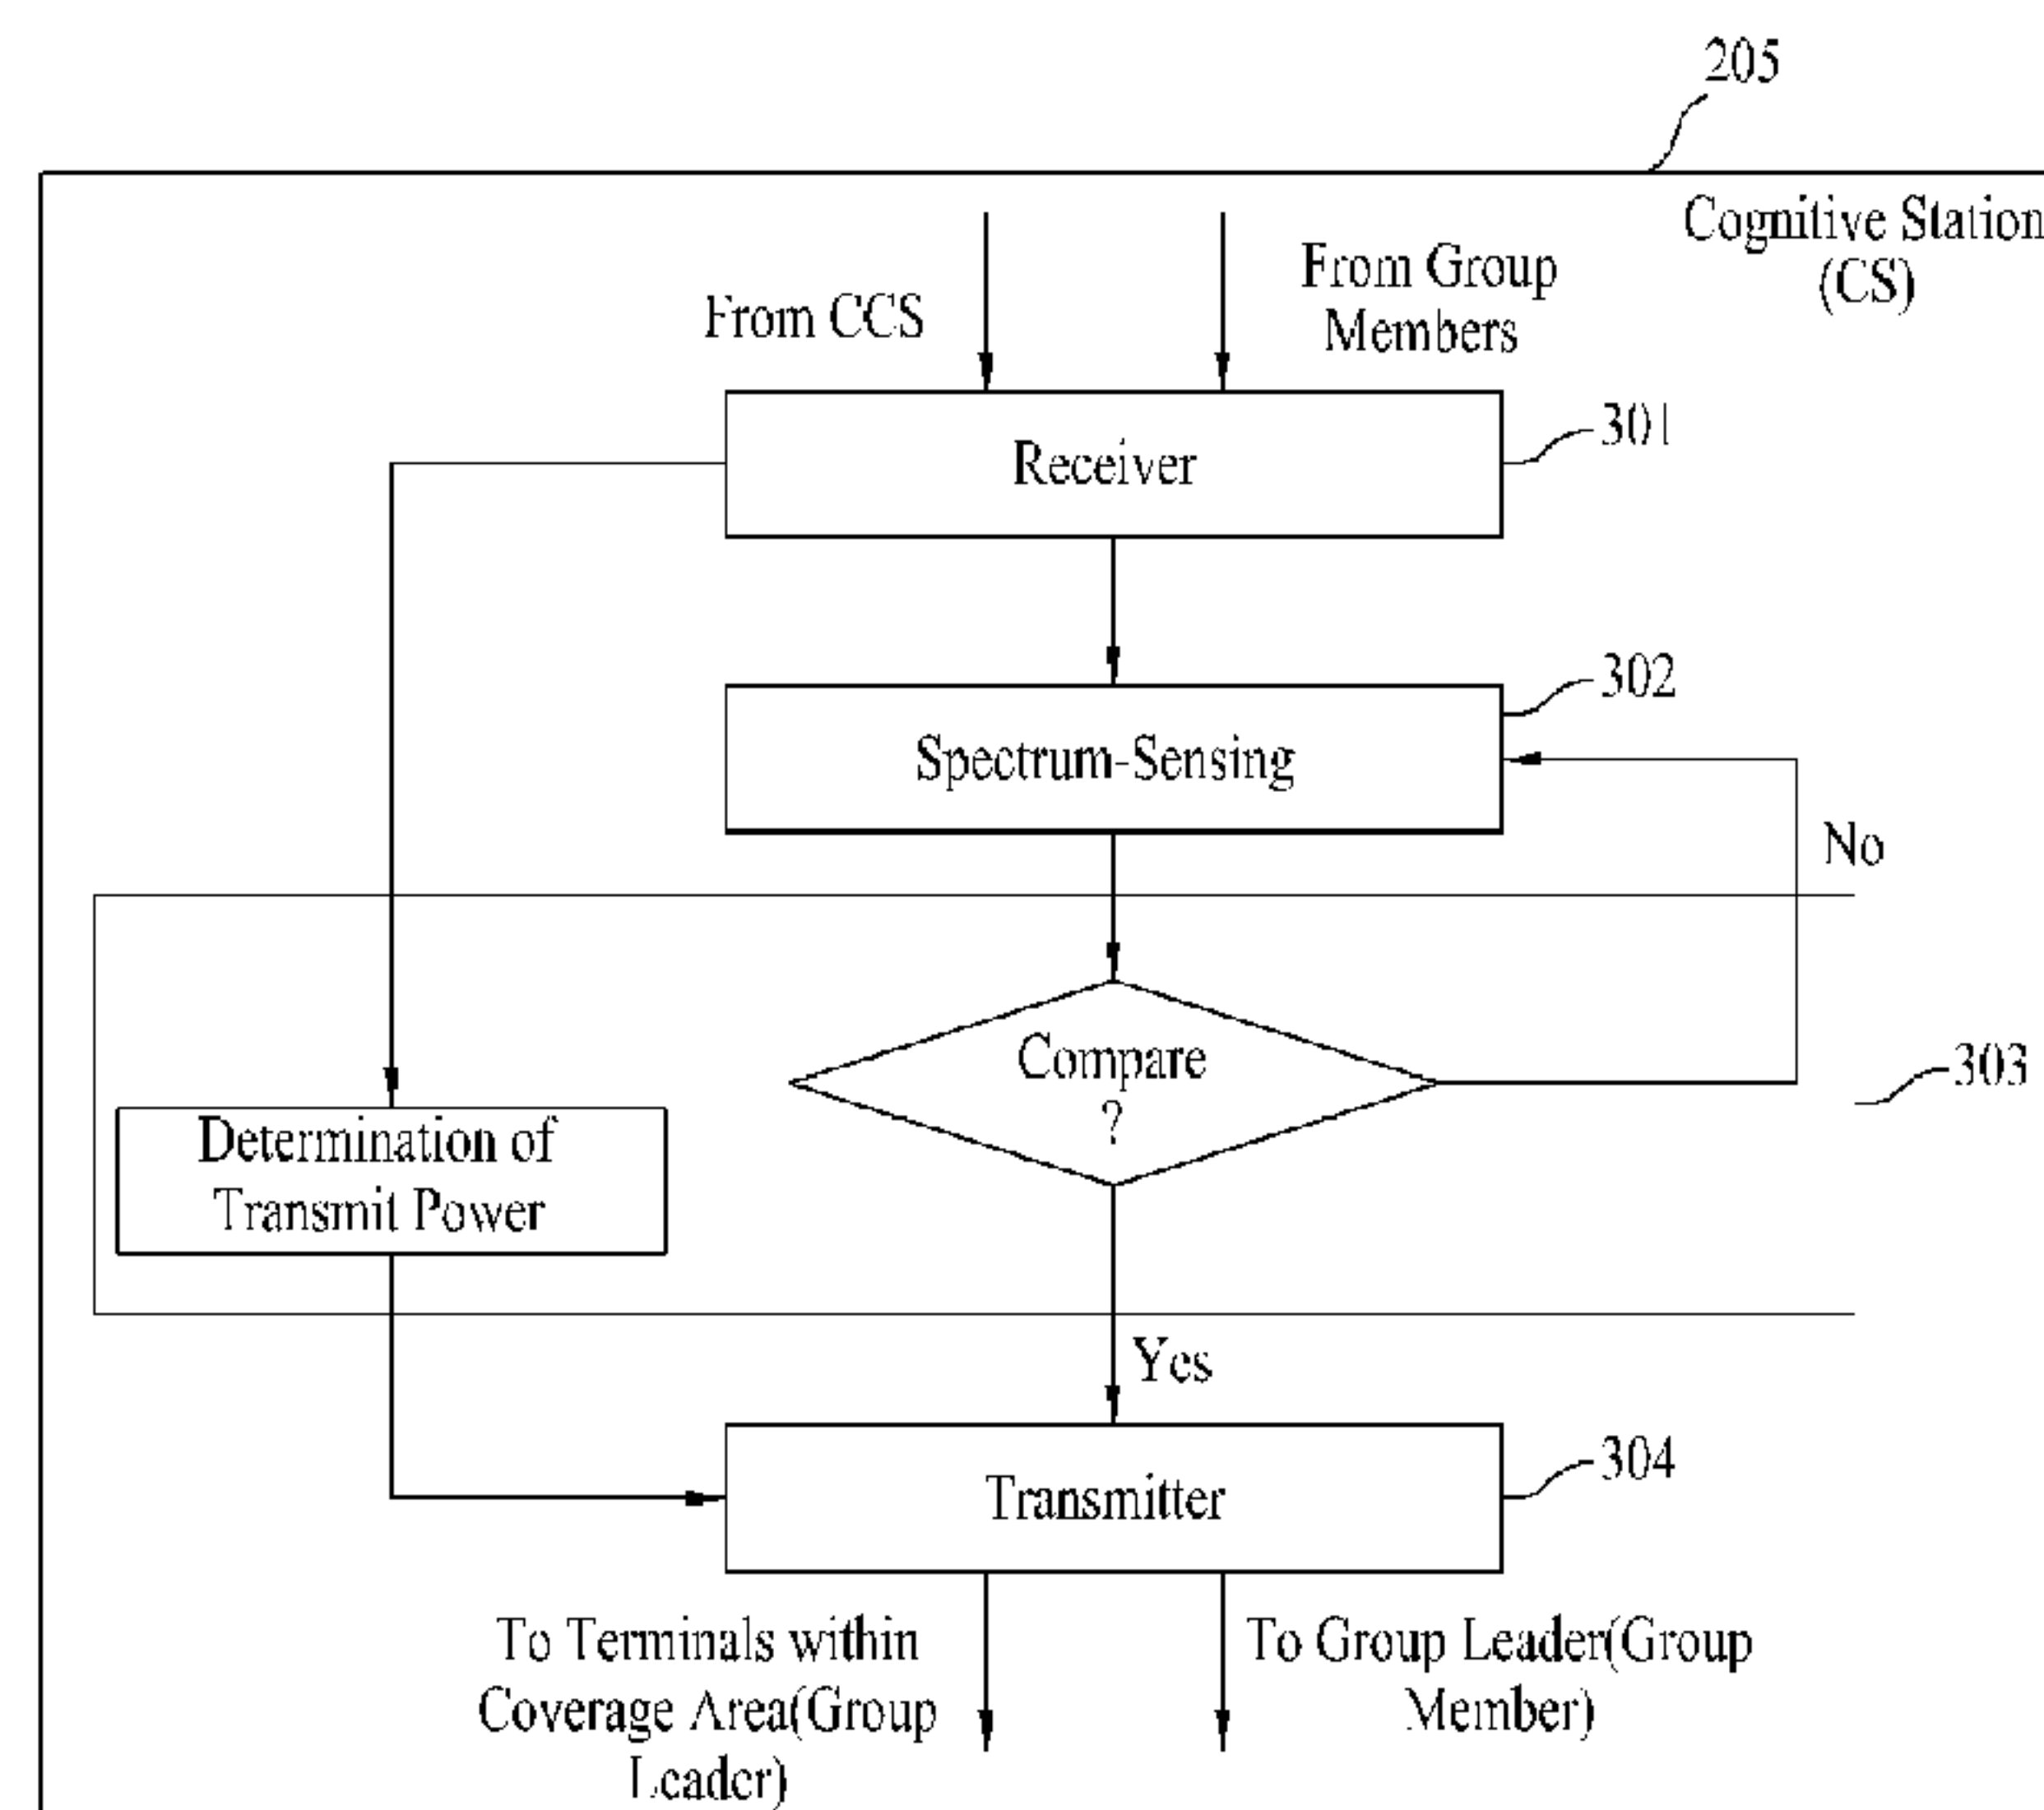 205
Cognitive Station
(CS)
From CCS
From Group
Members
Receiver
301
Spectrum-Sensing
302
No
Compare
?
303
Determination of
Transmit Power
Yes
Transmitter
304
To Terminals within
Coverage Area(Group
Leader)
To Group Leader(Group
Member)